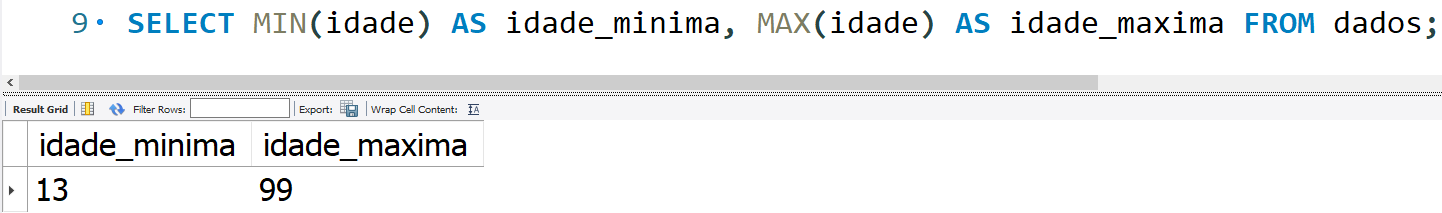 9 SELECT MIN(idade) AS idade_minima, MAX(idade) AS idade_maxima FROM dados;
Result Grid Filter Rows: Export: Wrap Cell Content:
idade_minima idade_maxima
13 99